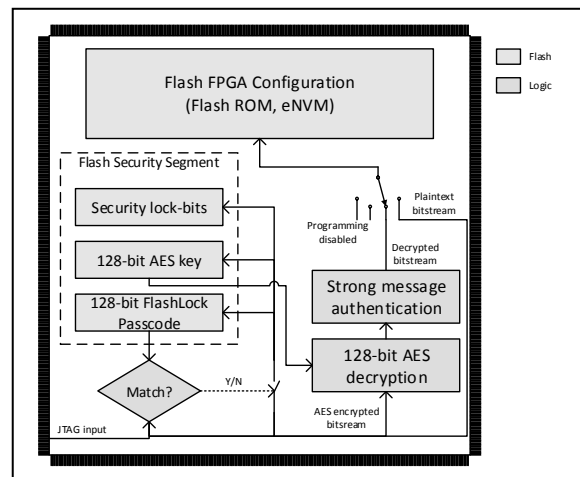 Flash FPGA Configuration
(Flash ROM, eNVM)
Flash
Logic
Flash Security Segment
Security lock-bits
128-bit AES key
128-bit FlashLock
Passcode
Match?
Y/N
JTAG input
Programming
disabled
Plaintext
bitstream
Decrypted
bitstream
Strong message
authentication
128-bit AES
decryption
AES encrypted
bitstream